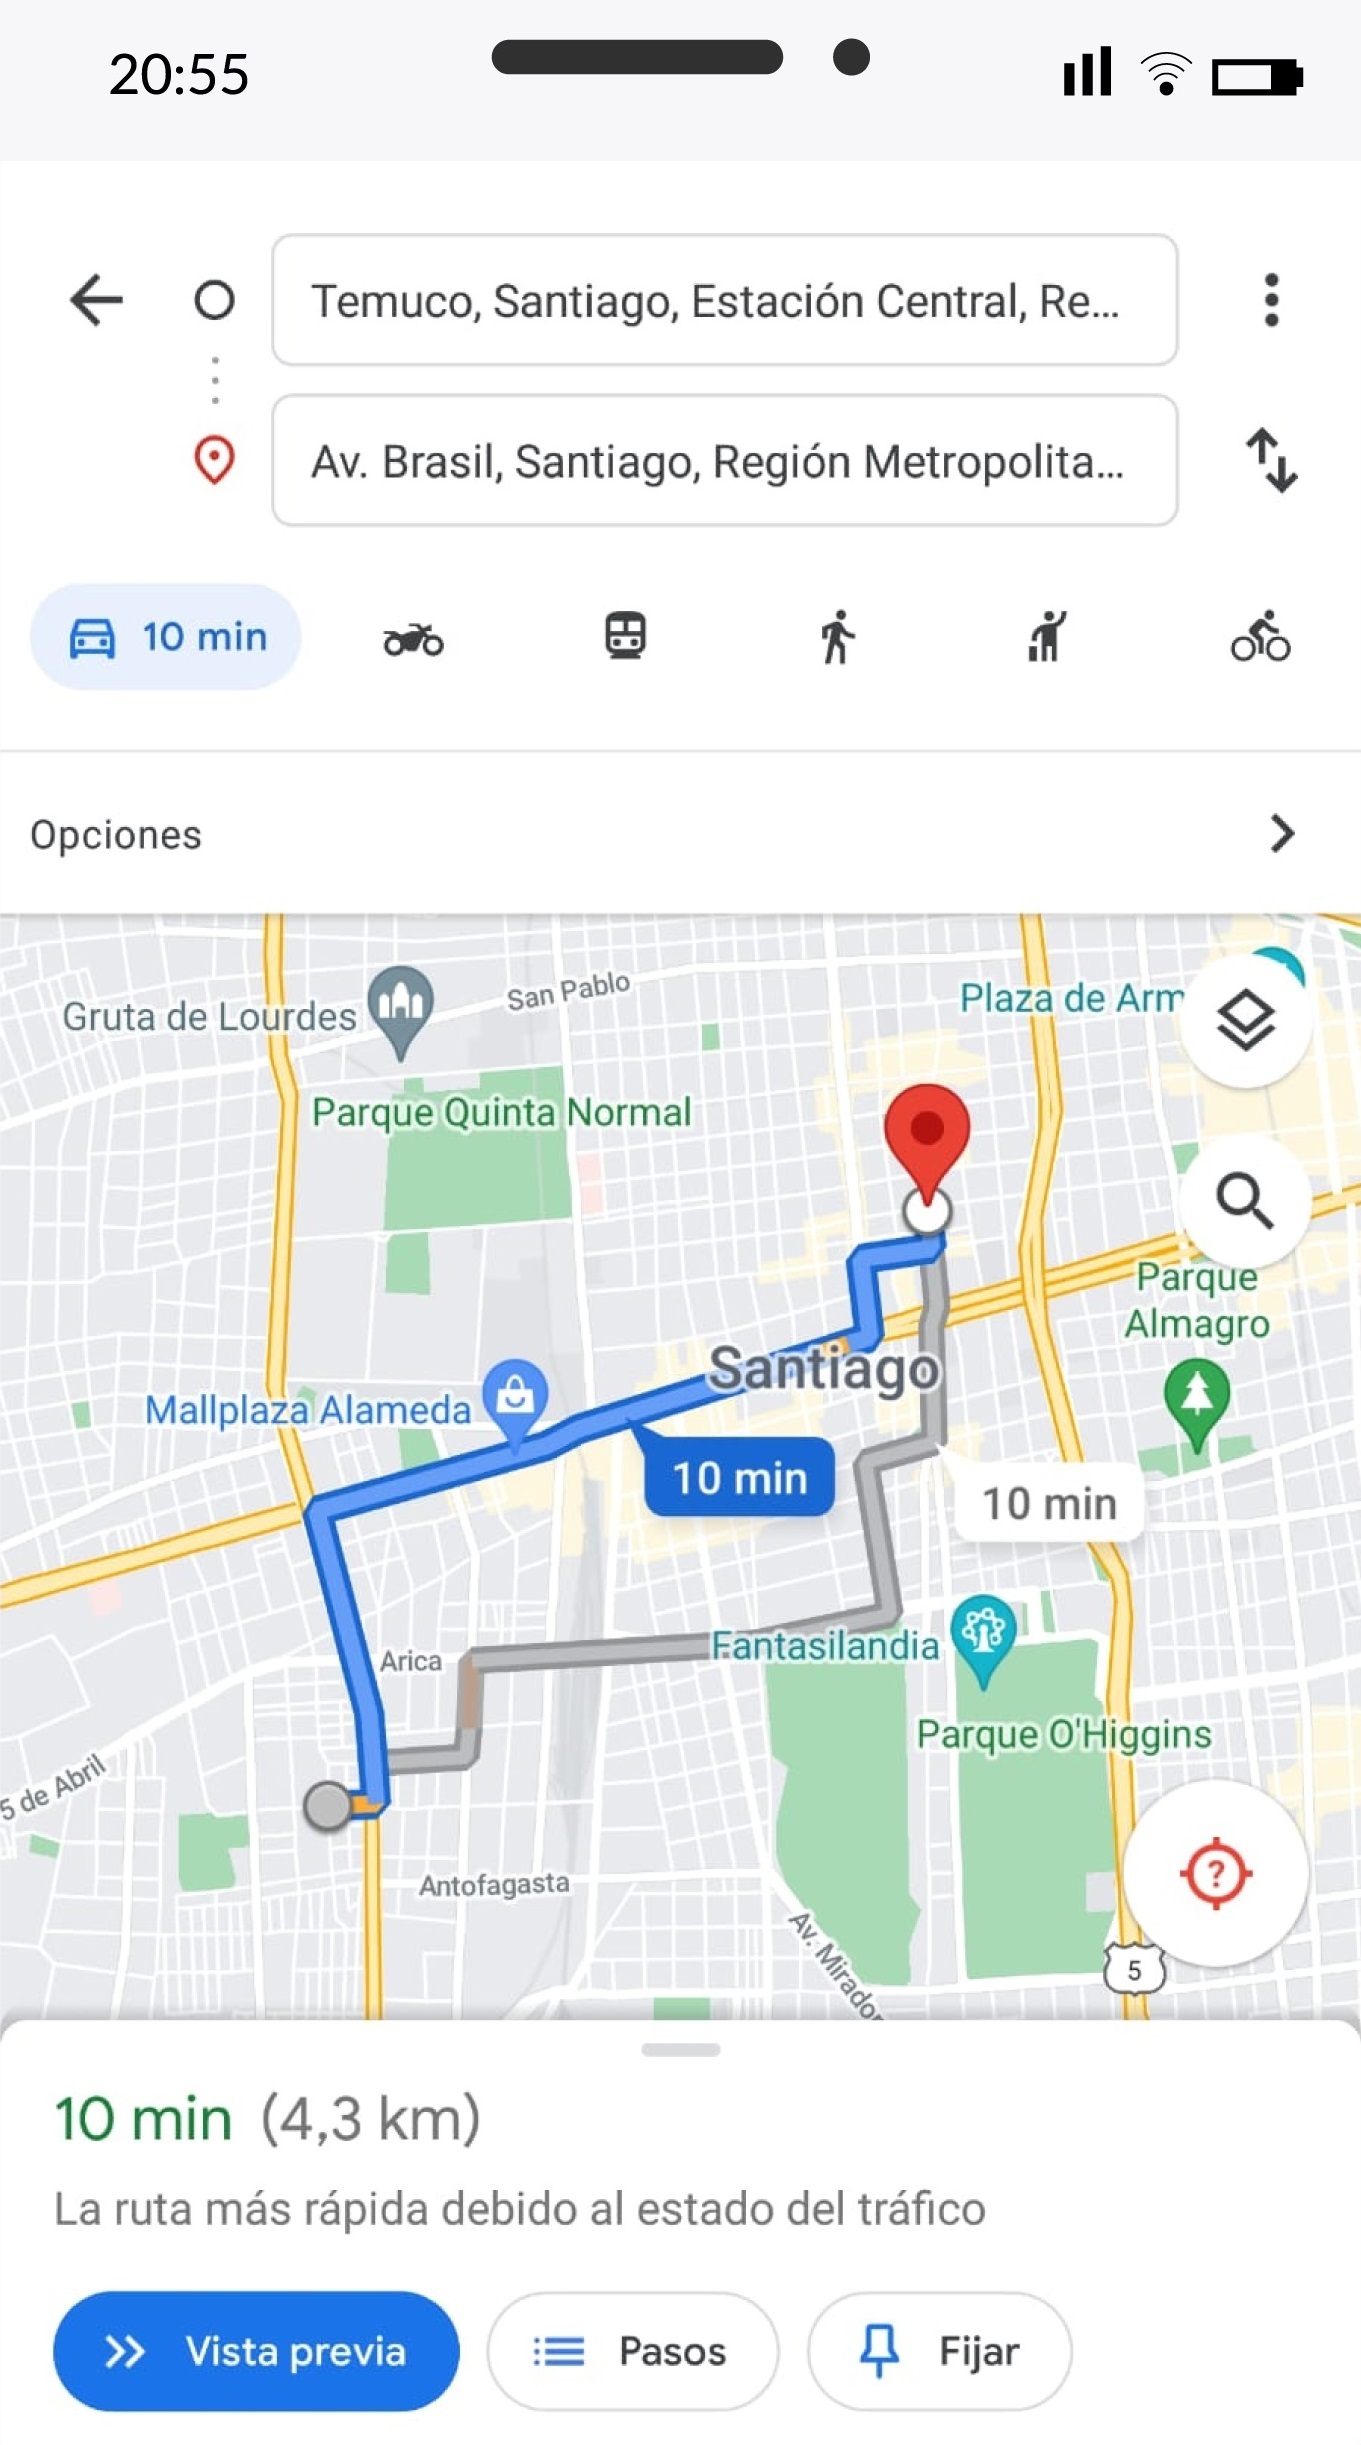 20:55
Temuco, Santiago, Estación Central, Re...
Av. Brasil, Santiago, Región Metropolita...
10 min
Opciones
San Pablo
Plaza de Arm
Gruta de Lourdes
Parque Quinta Normal
Parque
Almagro
Santiago
Mallplaza Alameda
10 min
10 min
Fantasilandia
Arica
Parque O'Higgins
5 de Abril
?
Antofagasta
Av. Mirador
5
10 min (4,3 km)
La ruta más rápida debido al estado del tráfico
Vista previa
Pasos
Fijar